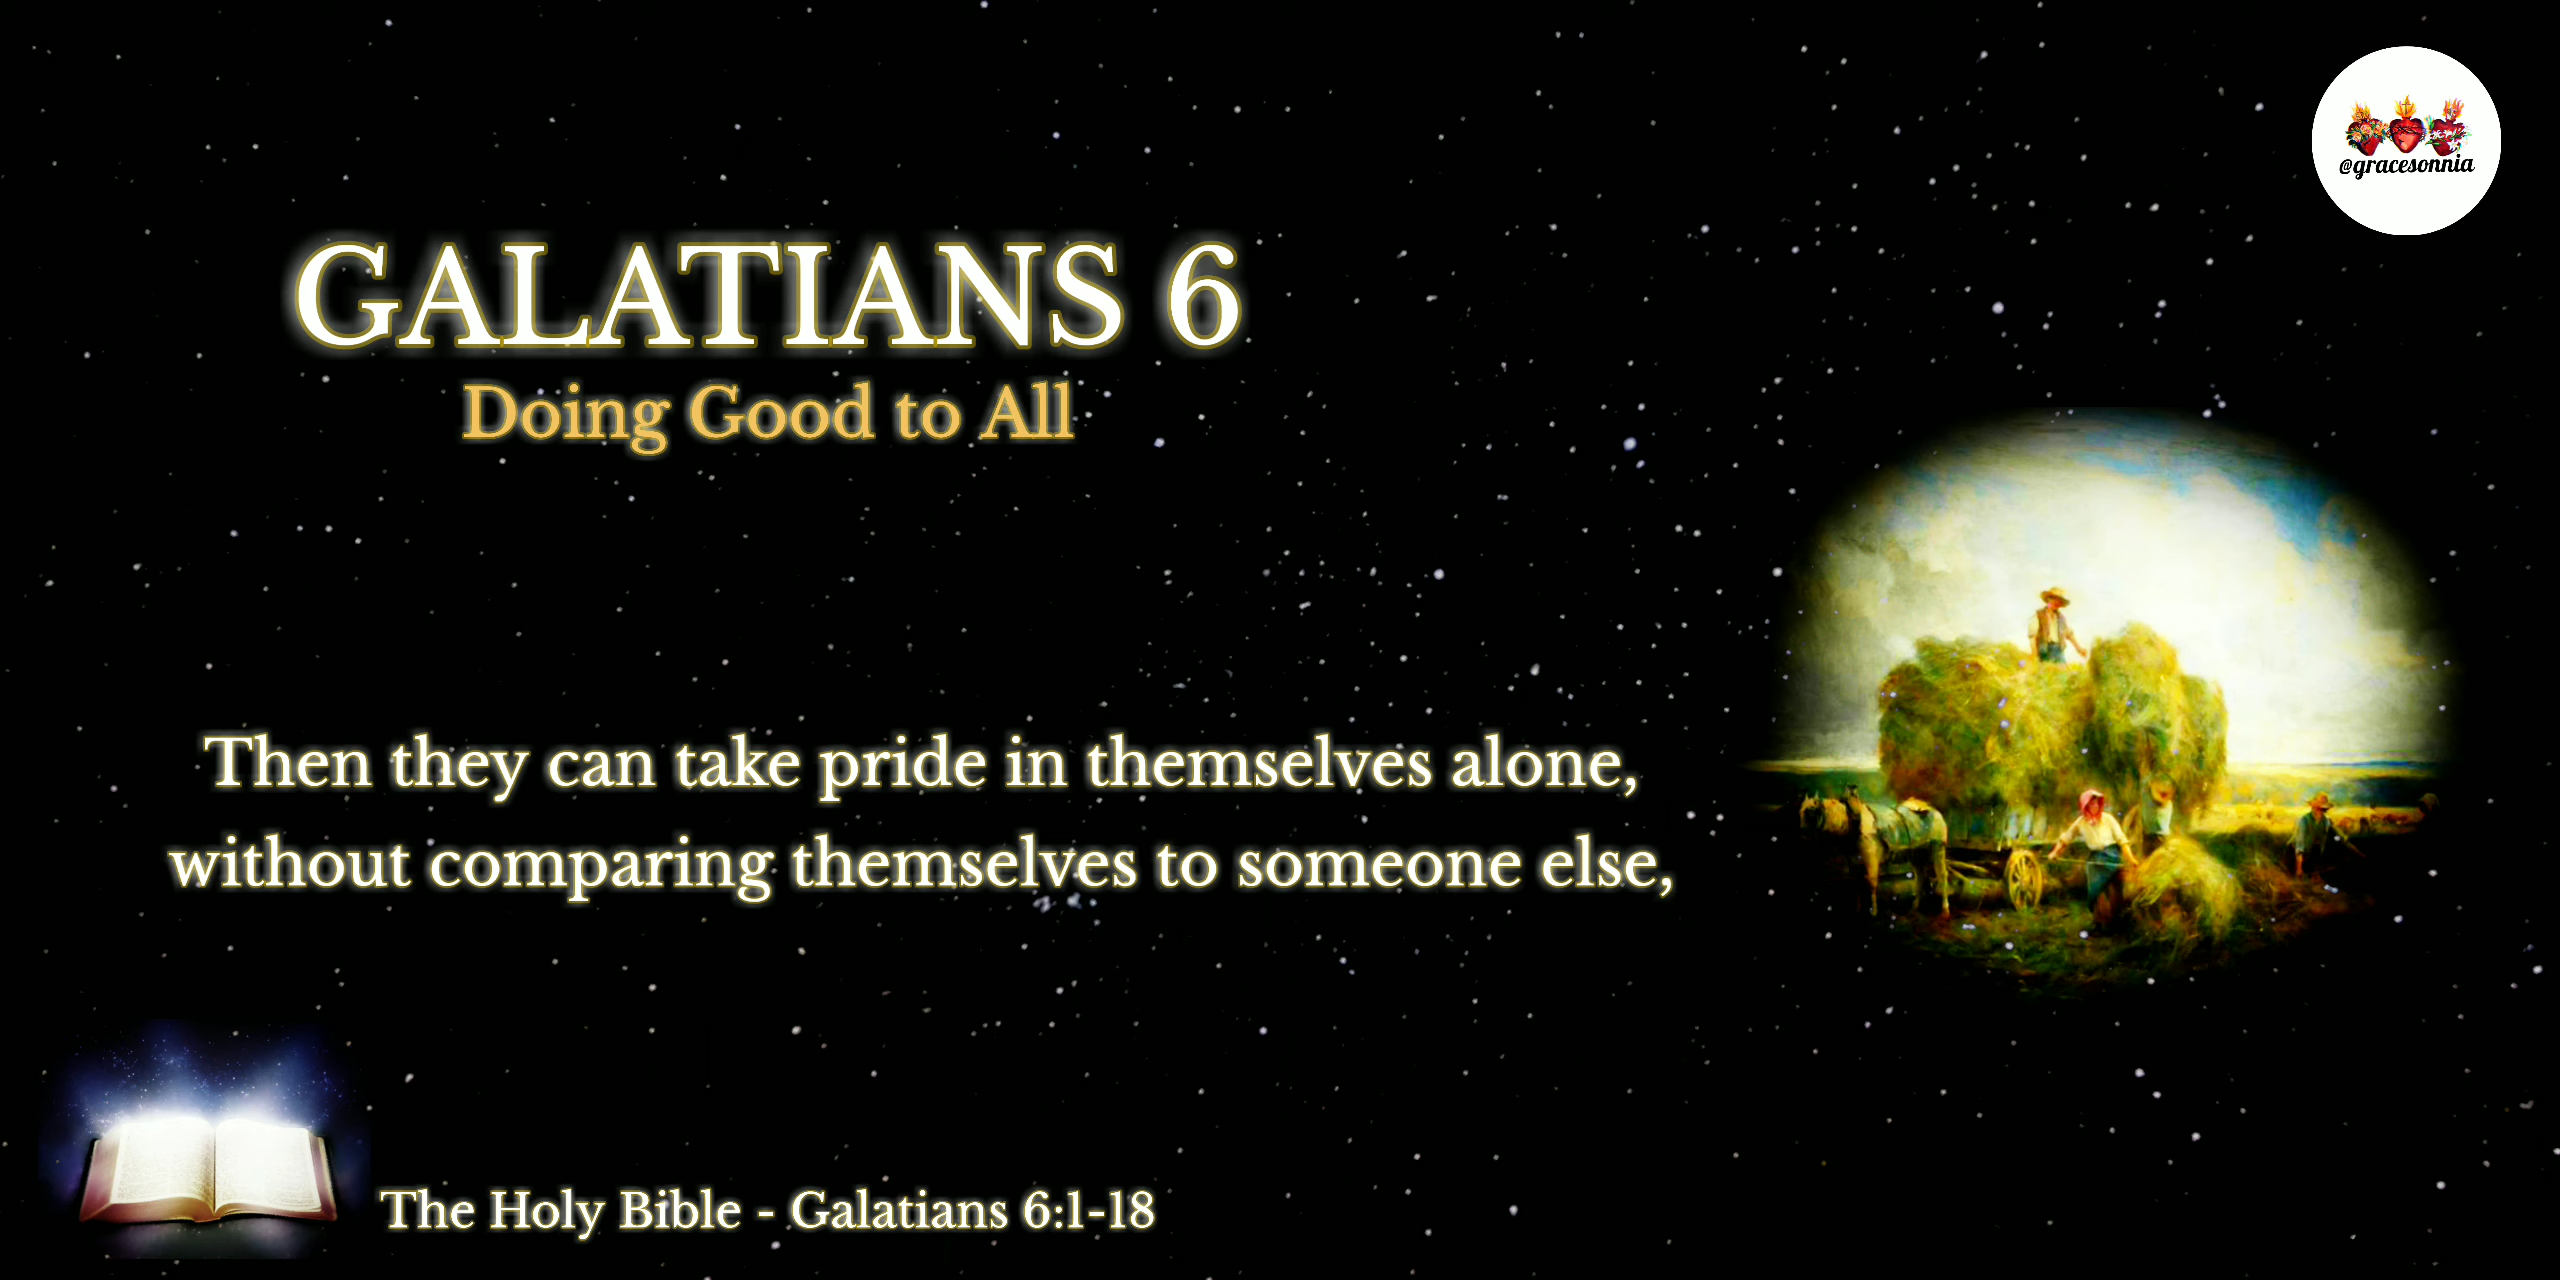 @gracesonnia
GALATIANS 6
Doing Good to All
Then they can take pride in themselves alone,
without comparing themselves to someone else,
The Holy Bible - Galatians 6:1-18